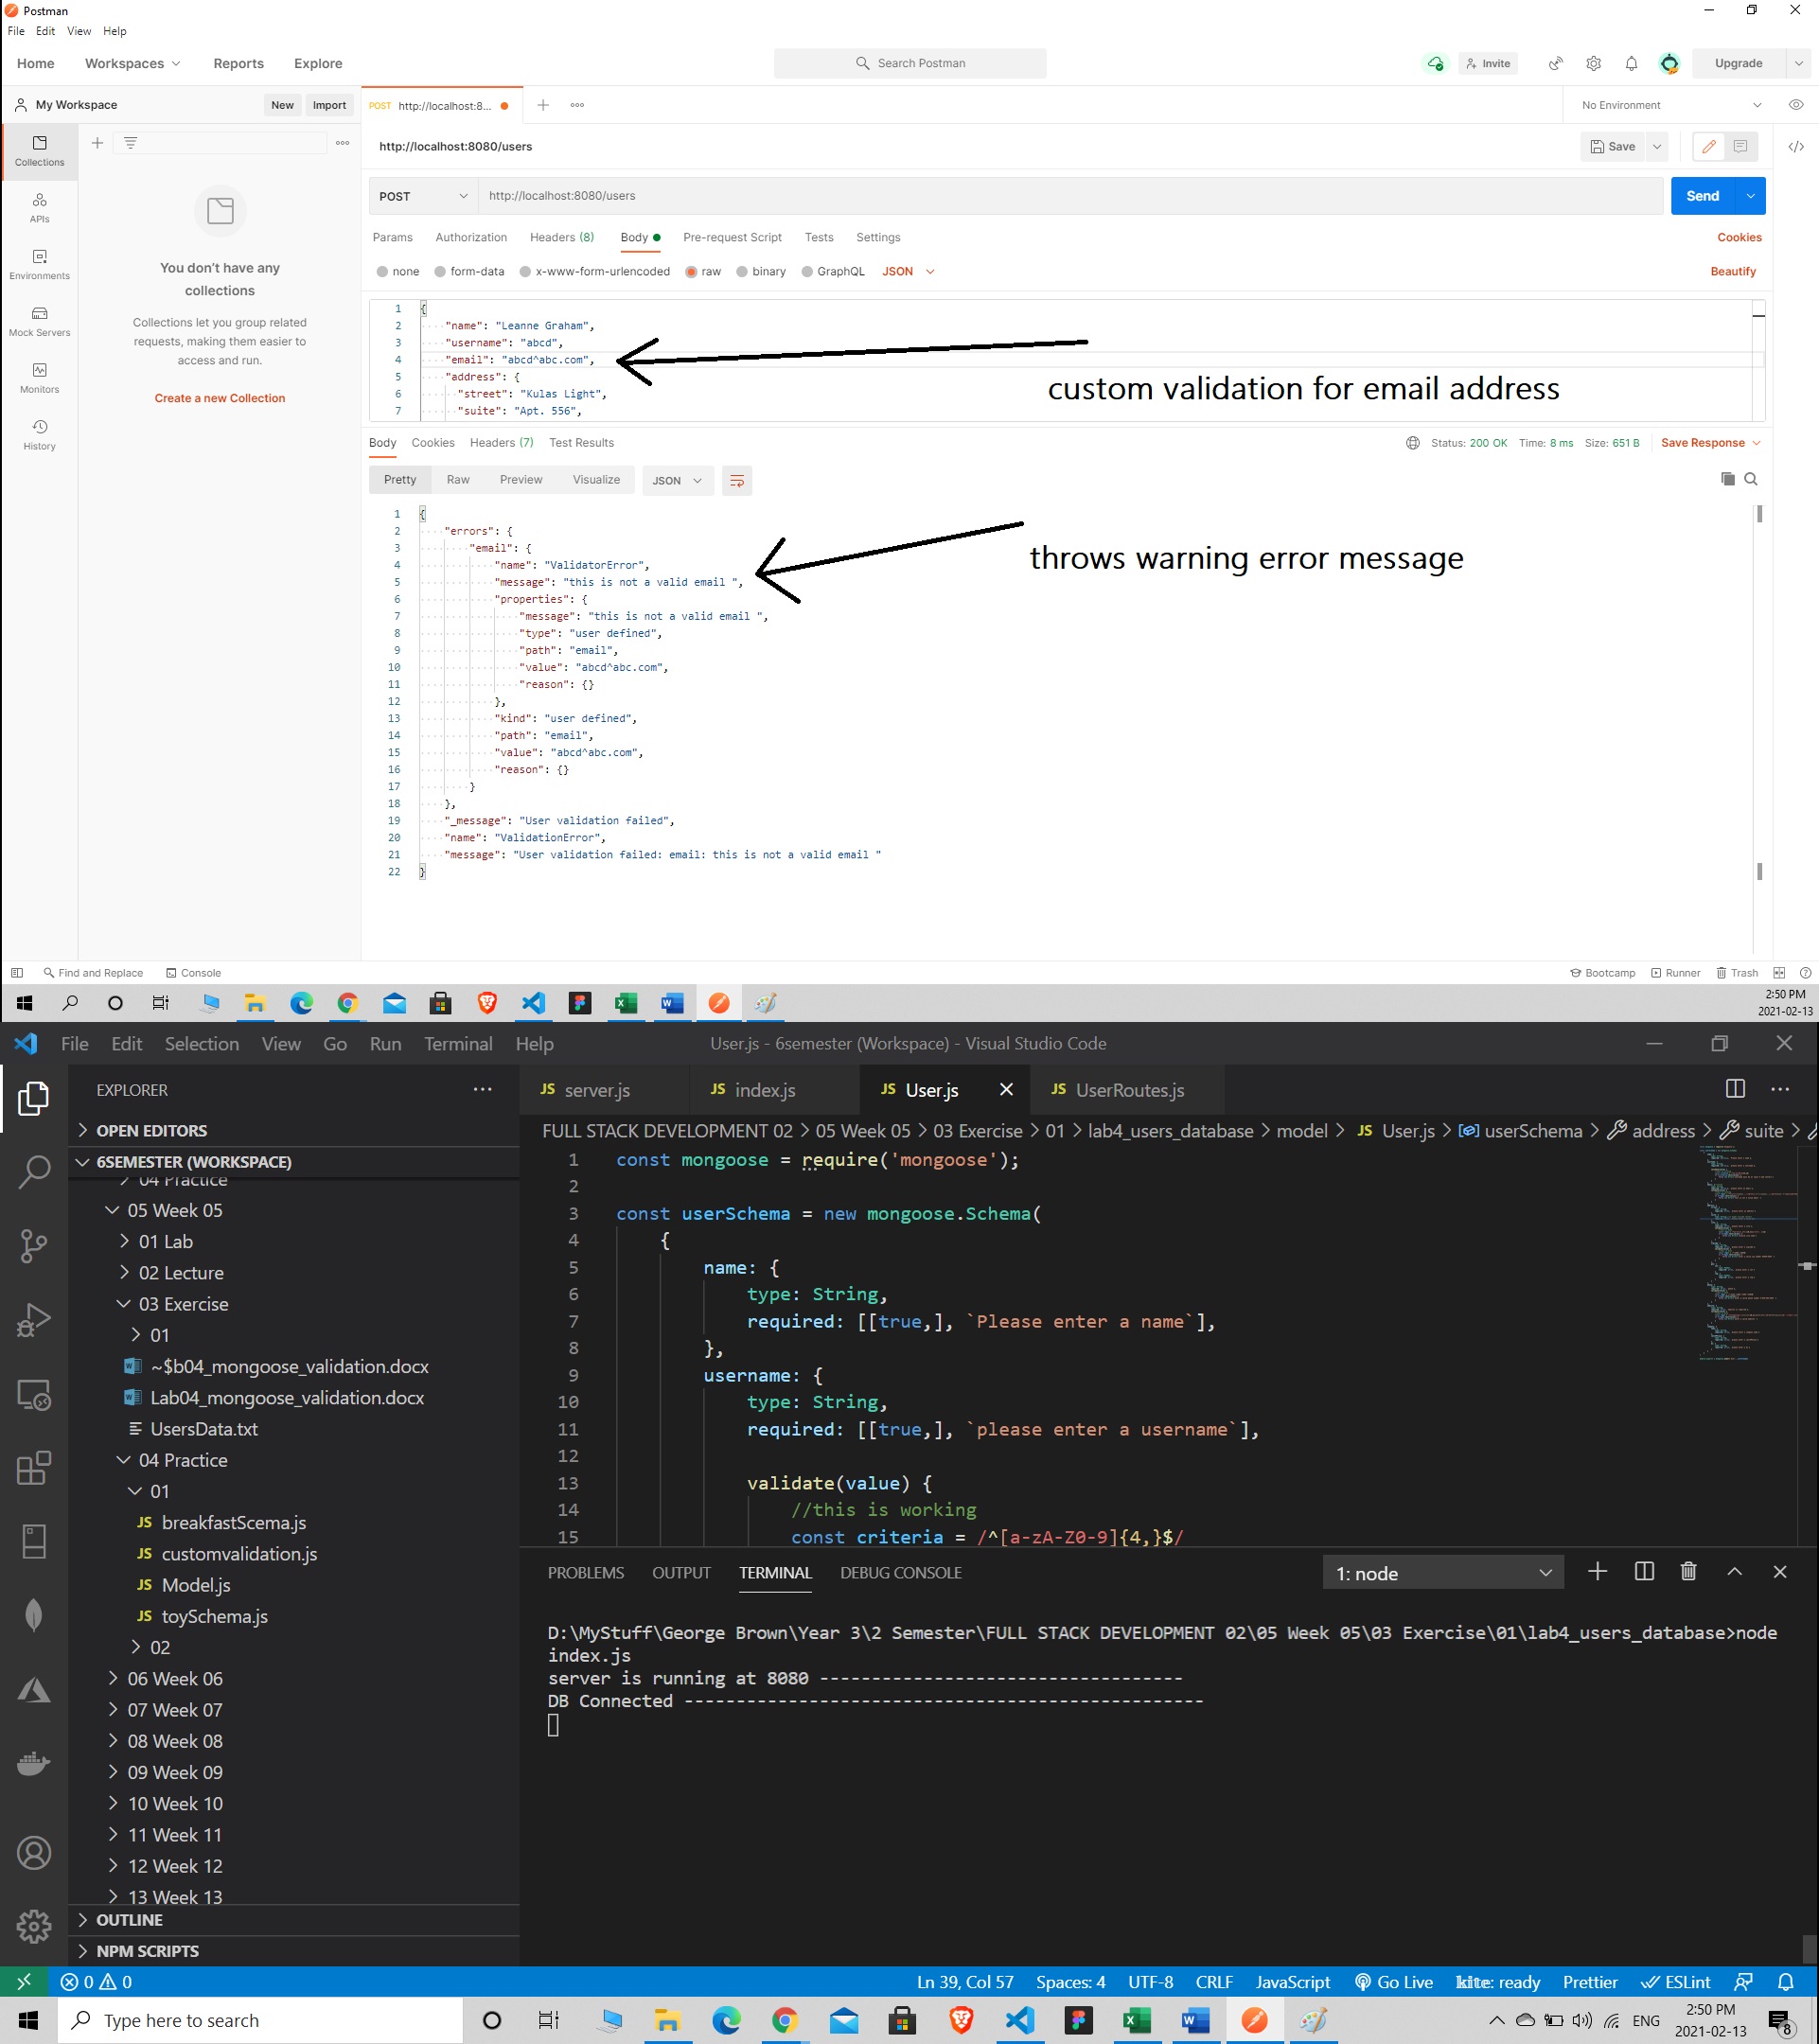 Postman
File Edit View Help
Home Workspaces Reports Explore Search Postman Invite Upgrade
My Workspace New Import POST http://localhost:8... No Environment
Collections
APIs
Environments
Mock Servers
Monitors
History
You don't have any
collections
Collections let you group related
requests, making them easier to
access and run.
Create a new Collection
http://localhost:8080/users Save
POST http://localhost:8080/users Send
Params Authorization Headers (8) Body Pre-request Script Tests Settings Cookies
none form-data x-www-form-urlencoded raw binary GraphQL JSON Beautify
1 {
2 "name": "Leanne Graham",
3 "username": "abcd",
4 "email": "abcd^abc.com",
5 "address": {
6 "street": "Kulas Light",
7 "suite": "Apt. 556",
custom validation for email address
Body Cookies Headers (7) Test Results Status: 200 OK Time: 8 ms Size: 651 B Save Response
Pretty Raw Preview Visualize JSON
1 {
2 "errors": {
3 "email": {
4 "name": "ValidatorError",
5 "message": "this is not a valid email ",
6 "properties": {
7 "message": "this is not a valid email ",
8 "type": "user defined",
9 "path": "email",
10 "value": "abcd^abc.com",
11 "reason": {}
12 },
13 "kind": "user defined",
14 "path": "email",
15 "value": "abcd^abc.com",
16 "reason": {}
17 }
18 },
19 "_message": "User validation failed",
20 "name": "ValidationError",
21 "message": "User validation failed: email: this is not a valid email "
22 }
throws warning error message
Find and Replace Console Bootcamp Runner Trash
2:50 PM
2021-02-13
File Edit Selection View Go Run Terminal Help User.js - 6semester (Workspace) - Visual Studio Code
EXPLORER
OPEN EDITORS
6SEMESTER (WORKSPACE)
04 Practice
05 Week 05
01 Lab
02 Lecture
03 Exercise
01
~$b04_mongoose_validation.docx
Lab04_mongoose_validation.docx
UsersData.txt
04 Practice
01
JS breakfastScema.js
JS customvalidation.js
JS Model.js
JS toySchema.js
02
06 Week 06
07 Week 07
08 Week 08
09 Week 09
10 Week 10
11 Week 11
12 Week 12
13 Week 13
OUTLINE
NPM SCRIPTS
JS server.js JS index.js JS User.js JS UserRoutes.js
FULL STACK DEVELOPMENT 02 > 05 Week 05 > 03 Exercise > 01 > lab4_users_database > model > JS User.js > userSchema > address > suite >
1 const mongoose = require('mongoose');
2
3 const userSchema = new mongoose.Schema(
4 {
5 name: {
6 type: String,
7 required: [[true,], `Please enter a name`],
8 },
9 username: {
10 type: String,
11 required: [[true,], `please enter a username`],
12
13 validate(value) {
14 //this is working
15 const criteria = /^[a-zA-Z0-9]{4,}$/
PROBLEMS OUTPUT TERMINAL DEBUG CONSOLE 1: node
D:\MyStuff\George Brown\Year 3\2 Semester\FULL STACK DEVELOPMENT 02\05 Week 05\03 Exercise\01\lab4_users_database>node
index.js
server is running at 8080 -----------------------------------
DB Connected --------------------------------------------------
0 0 Ln 39, Col 57 Spaces: 4 UTF-8 CRLF JavaScript Go Live kite: ready Prettier ESLint
Type here to search ENG 2:50 PM
2021-02-13 8